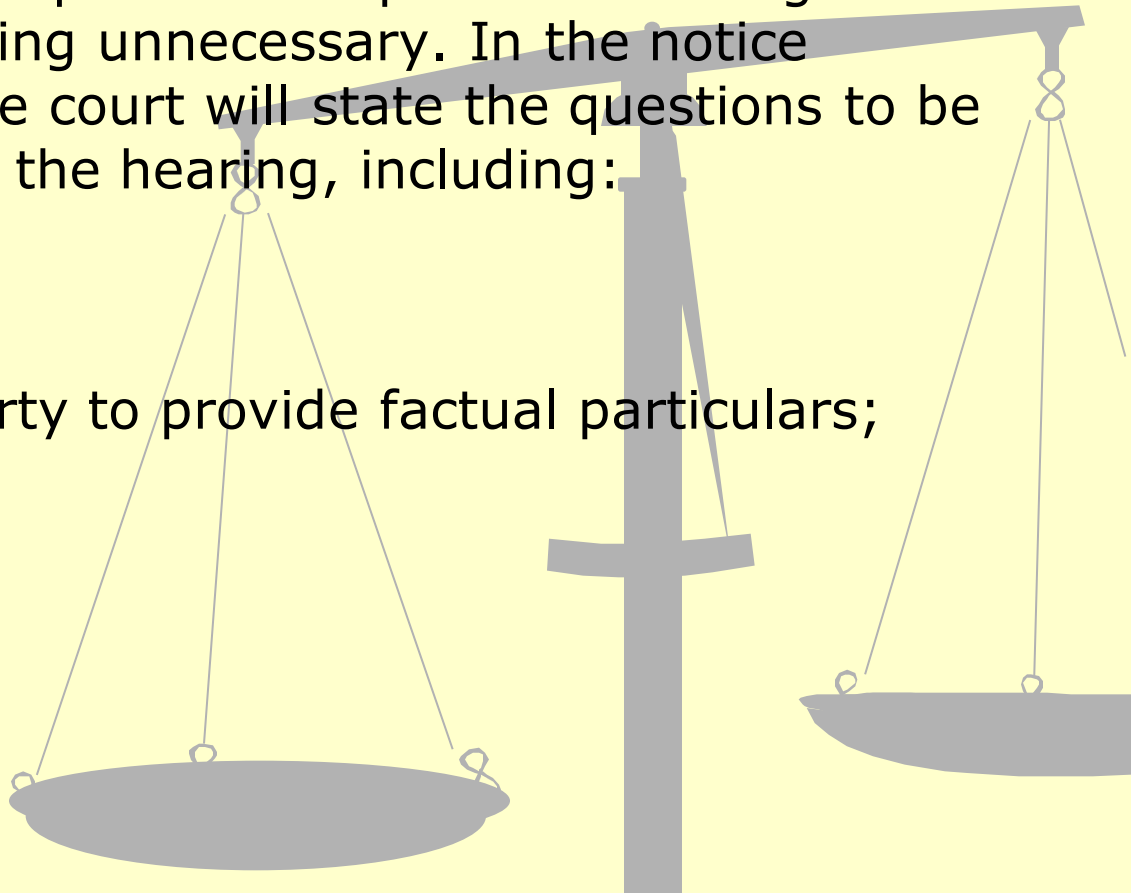 ing unnecessary. In the notice
e court will state the questions to be
the hearing, including:
rty to provide factual particulars;